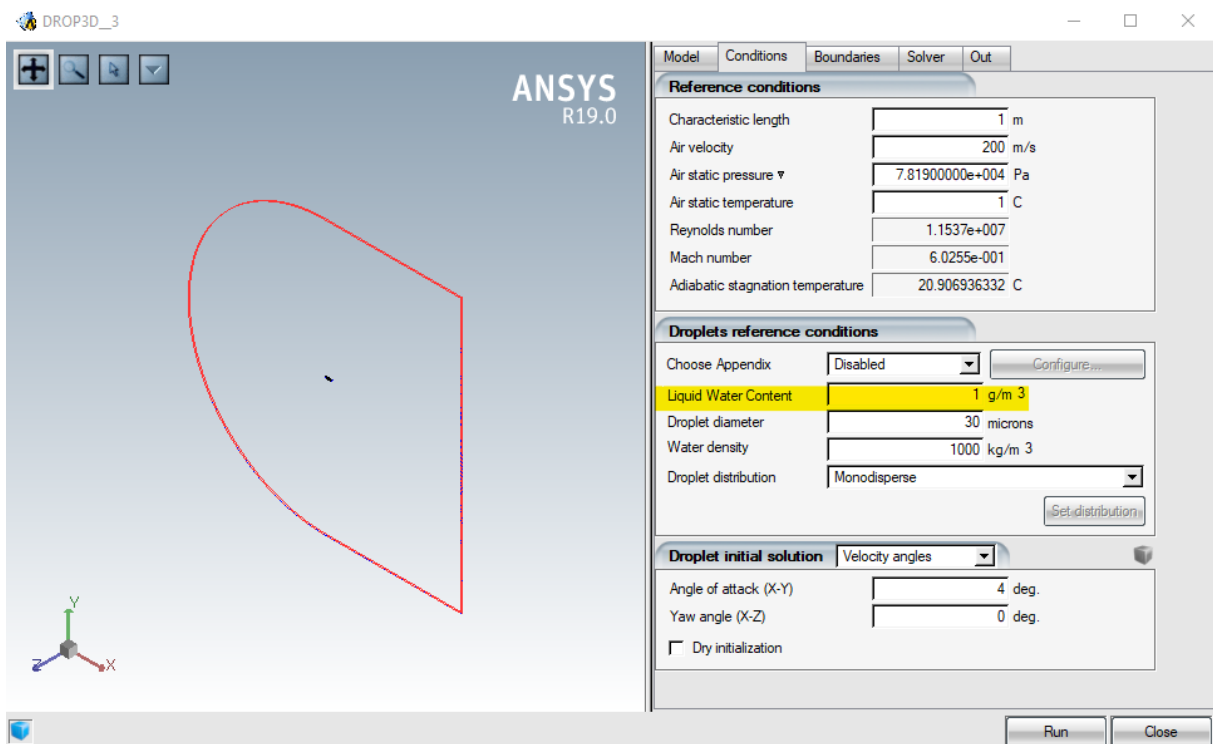 DROP3D__3
ANSYS
R19.0
Y
Z
X
Model Conditions Boundaries Solver Out
Reference conditions
Characteristic length 1 m
Air velocity 200 m/s
Air static pressure 7.81900000e+004 Pa
Air static temperature 1 C
Reynolds number 1.1537e+007
Mach number 6.0255e-001
Adiabatic stagnation temperature 20.906936332 C
Droplets reference conditions
Choose Appendix Disabled Configure...
Liquid Water Content 1 g/m 3
Droplet diameter 30 microns
Water density 1000 kg/m 3
Droplet distribution Monodisperse
Set distribution
Droplet initial solution Velocity angles
Angle of attack (X-Y) 4 deg.
Yaw angle (X-Z) 0 deg.
Dry initialization
Run Close